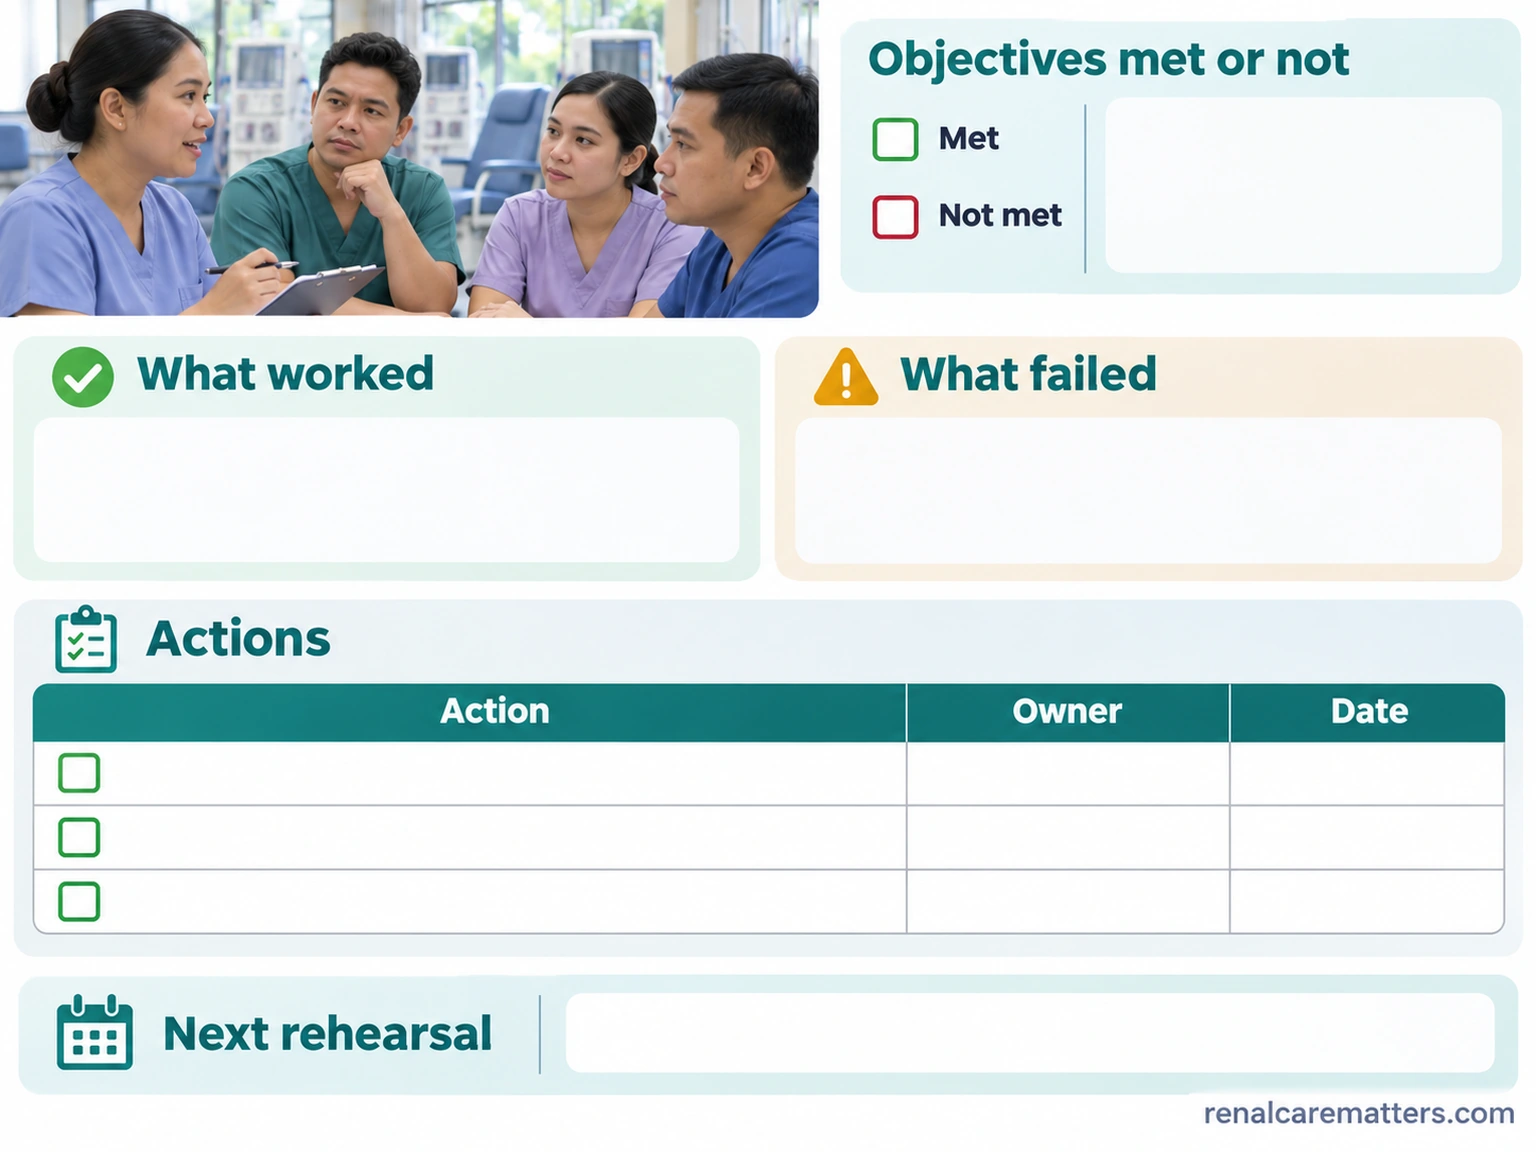 Objectives met or not
Met
Not met
What worked
What failed
Actions
Action Owner Date
Next rehearsal
renalcarematters.com